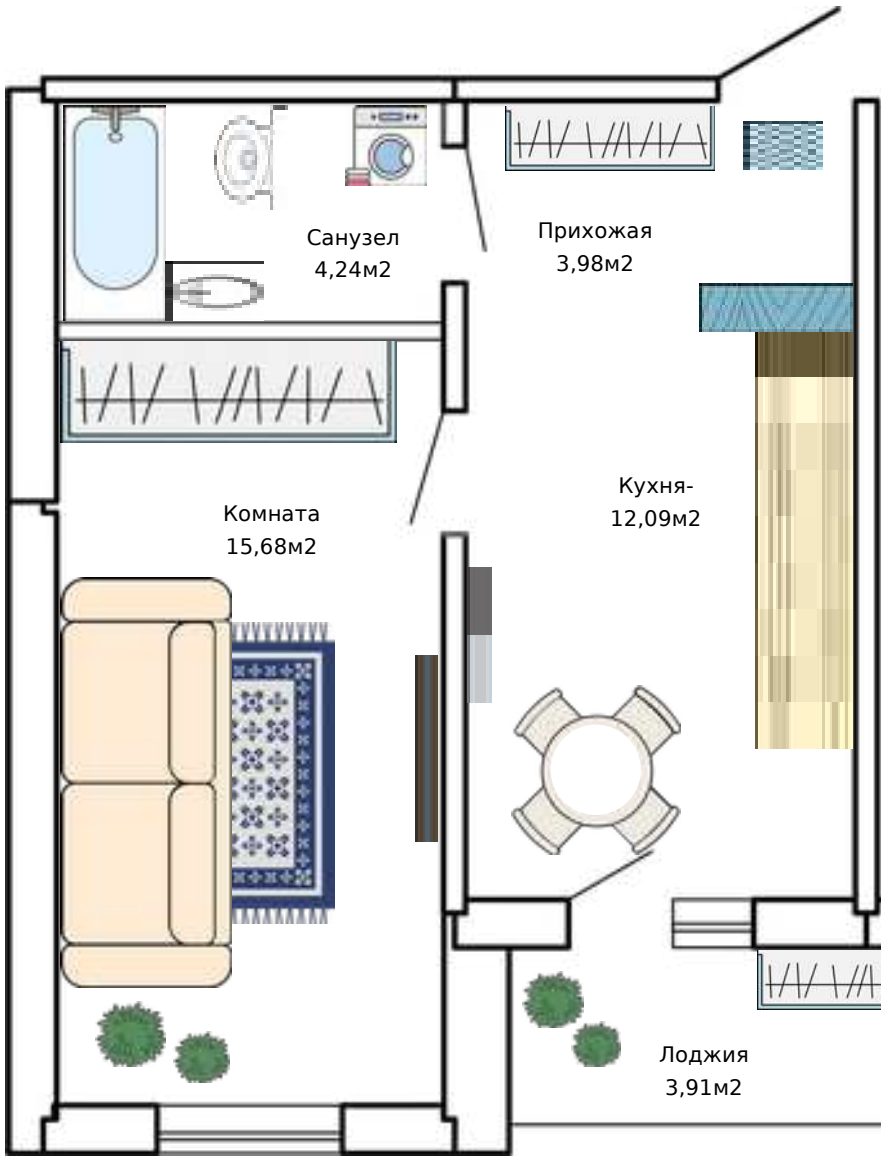 Санузел
4,24м2
Прихожая
3,98м2
Кухня-
12,09м2
Комната
15,68м2
Лоджия
3,91м2